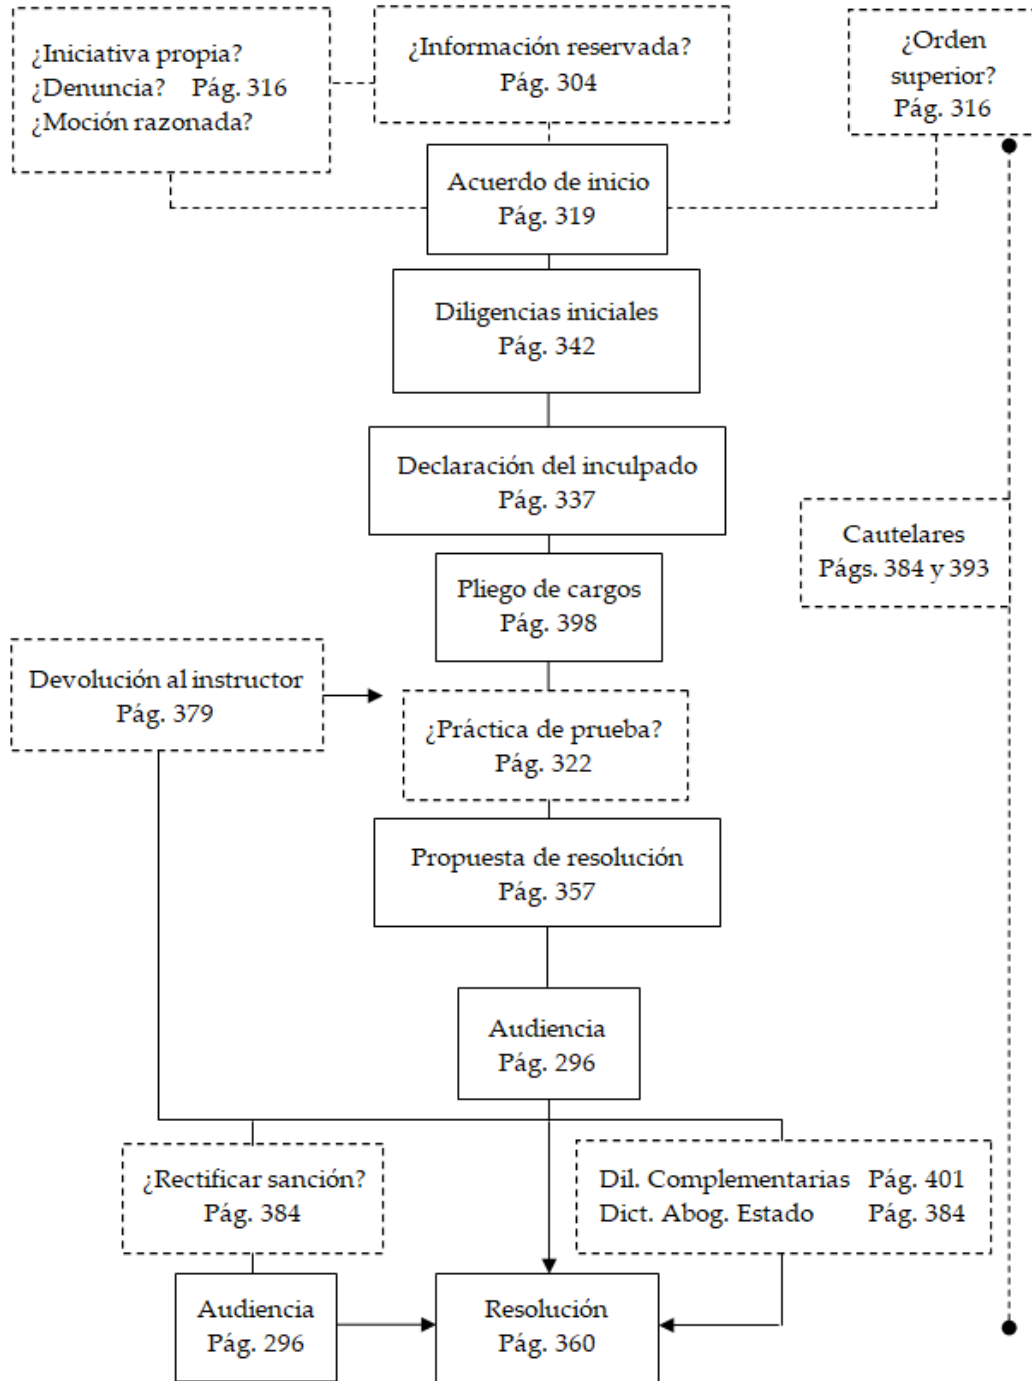 ¿Iniciativa propia?
¿Denuncia? Pág. 316
¿Moción razonada?
¿Información reservada?
Pág. 304
¿Orden
superior?
Pág. 316
Acuerdo de inicio
Pág. 319
Diligencias iniciales
Pág. 342
Declaración del inculpado
Pág. 337
Cautelares
Págs. 384 y 393
Pliego de cargos
Pág. 398
Devolución al instructor
Pág. 379
¿Práctica de prueba?
Pág. 322
Propuesta de resolución
Pág. 357
Audiencia
Pág. 296
¿Rectificar sanción?
Pág. 384
Dil. Complementarias Pág. 401
Dict. Abog. Estado Pág. 384
Audiencia
Pág. 296
Resolución
Pág. 360